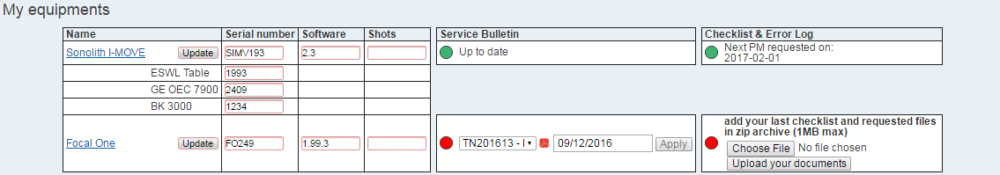 My equipments
Name Serial number Software Shots Service Bulletin Checklist & Error Log
Sonolith I-MOVE Update SIMV193 2.3 Up to date Next PM requested on:
2017-02-01
ESWL Table 1993
GE OEC 7900 2409
BK 3000 1234
add your last checklist and requested files
in zip archive (1MB max)
Focal One Update FO249 1.99.3 TN201613 - 09/12/2016 Apply Choose File No file chosen
Upload your documents